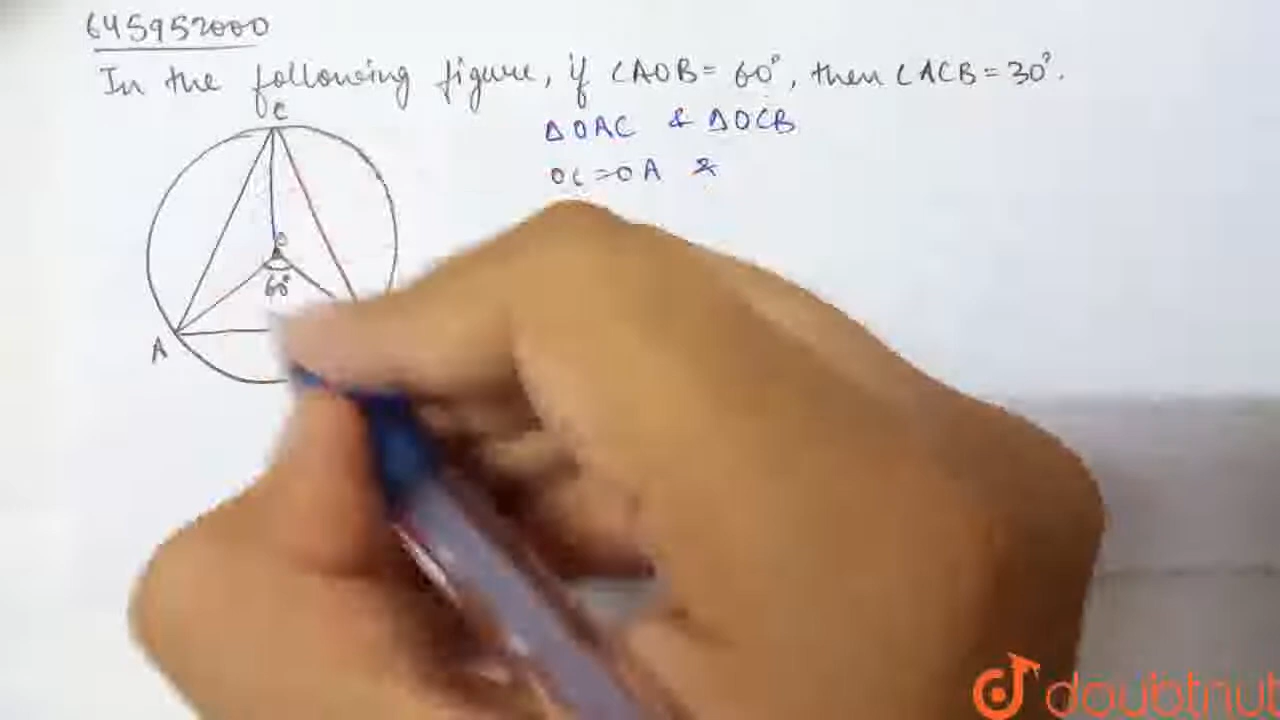 645952000
In the following figure, if ∠AOB = 60°, then ∠ACB = 30°.
C
ΔOAC & ΔOCB
OC = OA &
O
60°
A
doubtnut